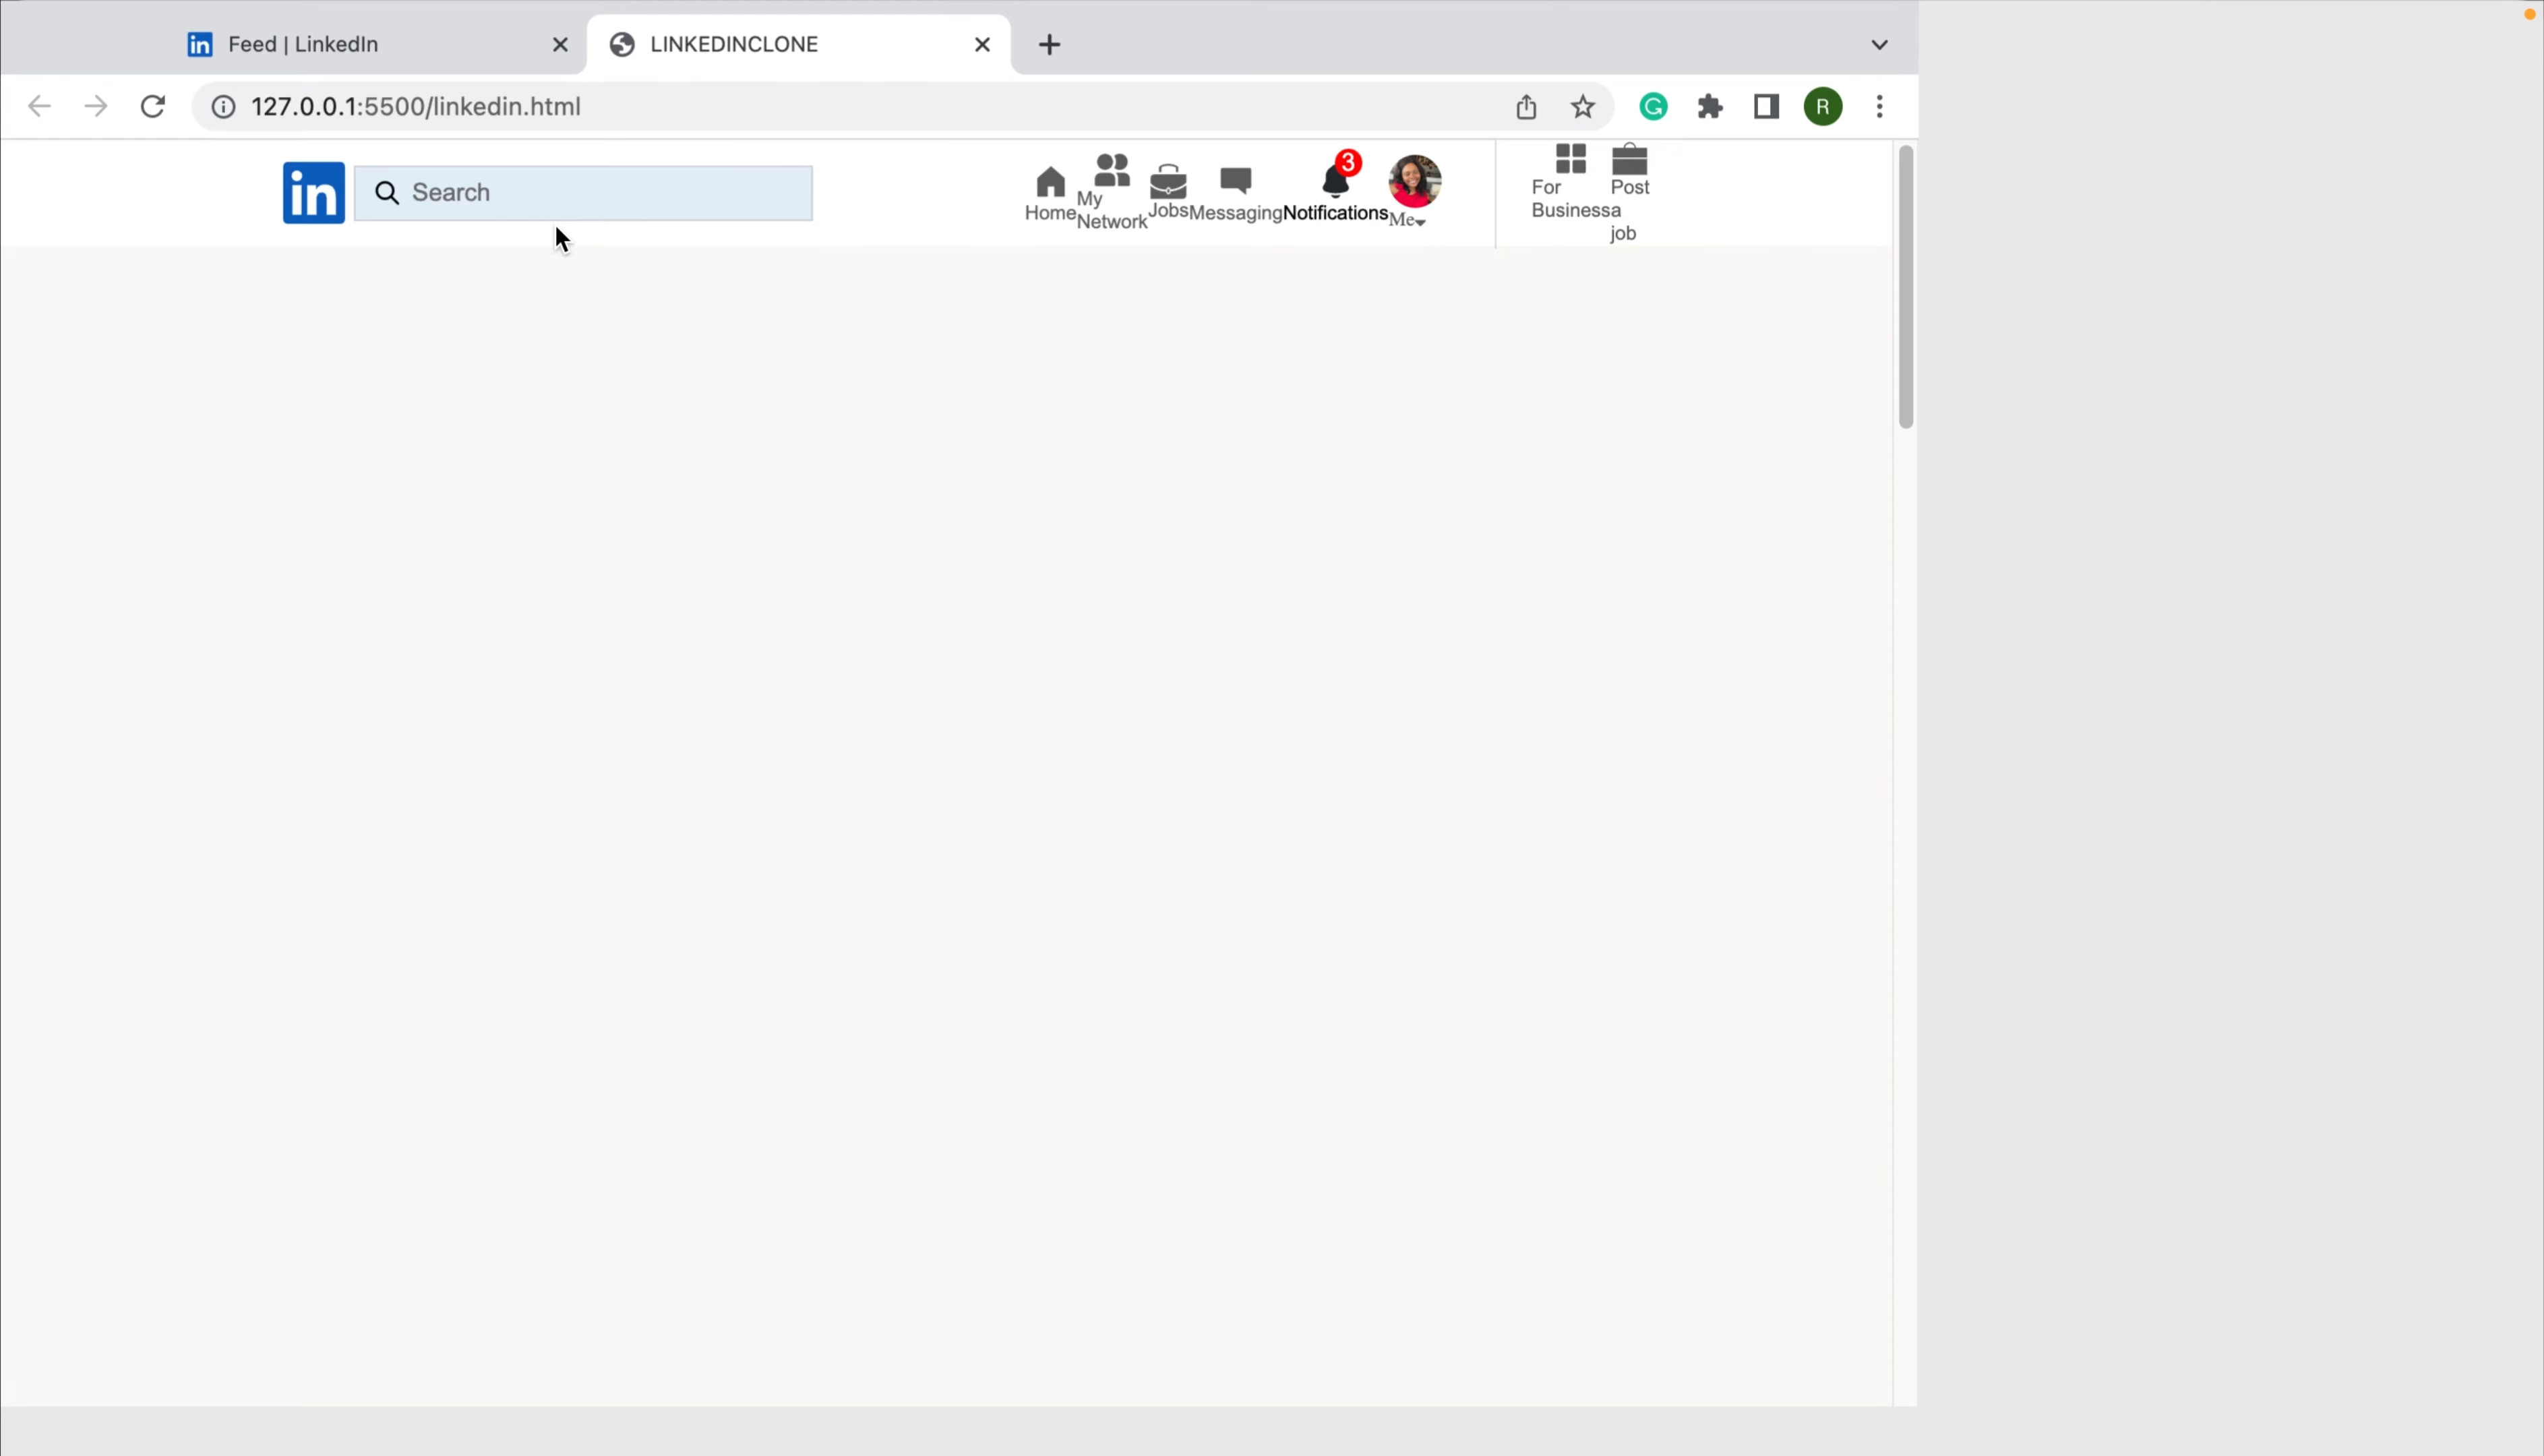 in Feed | LinkedIn
LINKEDINCLONE
127.0.0.1:5500/linkedin.html
G
R
in
Search
Home
My
Network
Jobs
Messaging
3
Notifications
Me
For
Business
Post
a
job